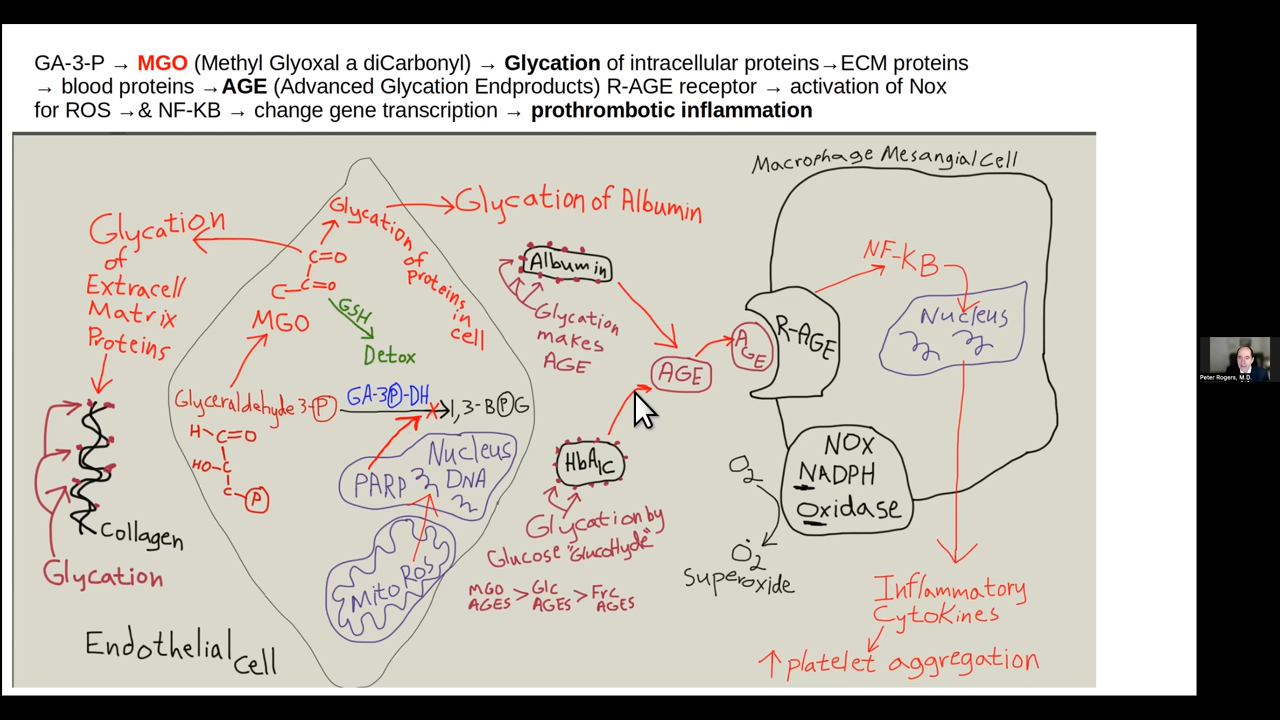 GA-3-P → MGO (Methyl Glyoxal a diCarbonyl) → Glycation of intracellular proteins→ECM proteins
→ blood proteins →AGE (Advanced Glycation Endproducts) R-AGE receptor → activation of Nox
for ROS →& NF-KB → change gene transcription → prothrombotic inflammation
Macrophage Mesangial Cell
Glycation of Albumin
Glycation
of
Proteins
in
cell
Glycation
of
Extracell
Matrix
Proteins
C=O
C-C=O
MGO
GSH
Detox
Albumin
Glycation
makes
AGE
AGE
AGE
R-AGE
NF-KB
Nucleus
Glyceraldehyde 3-P
GA-3P-DH
X
1,3-BPG
H-C=O
HO-C
C-P
Nucleus
PARP
DNA
Mito
ROS
Collagen
Glycation
Endothelial
Cell
HbA1C
Glycation by
Glucose "GlucoHyde"
MGO AGES > Glc AGES > Frc AGES
NOX
NADPH
Oxidase
O2
O2
Superoxide
Inflammatory
Cytokines
↑ platelet aggregation
Peter Rogers, M.D.